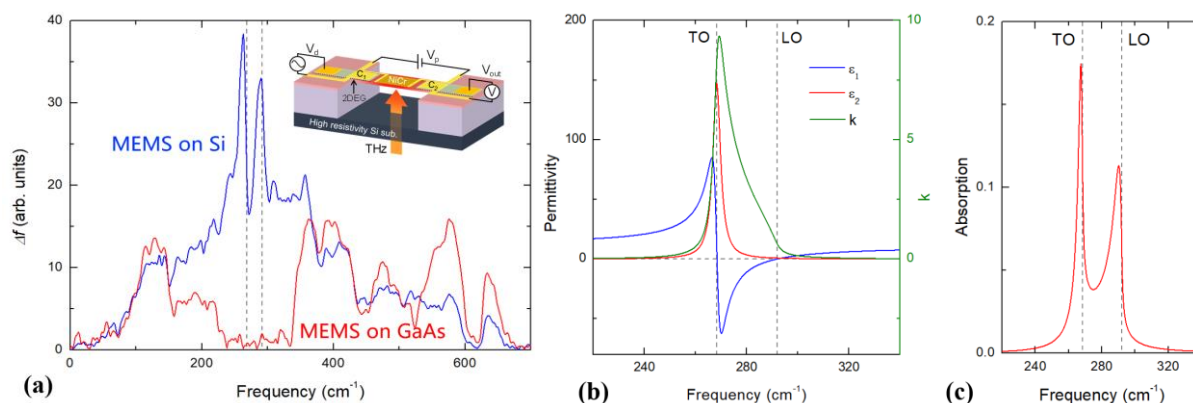 40
30
20
10
0
Δf (arb. units)
MEMS on Si
MEMS on GaAs
V_d
V_p
V_out
C_1
NiCr
C_2
V
2DEG
High resistivity Si sub.
THz
0 200 400 600
Frequency (cm⁻¹)
(a)
200
100
0
Permittivity
TO LO
ε₁
ε₂
k
10
5
0
k
240 280 320
Frequency (cm⁻¹)
(b)
0.2
0.1
0.0
Absorption
TO LO
240 280 320
Frequency (cm⁻¹)
(c)